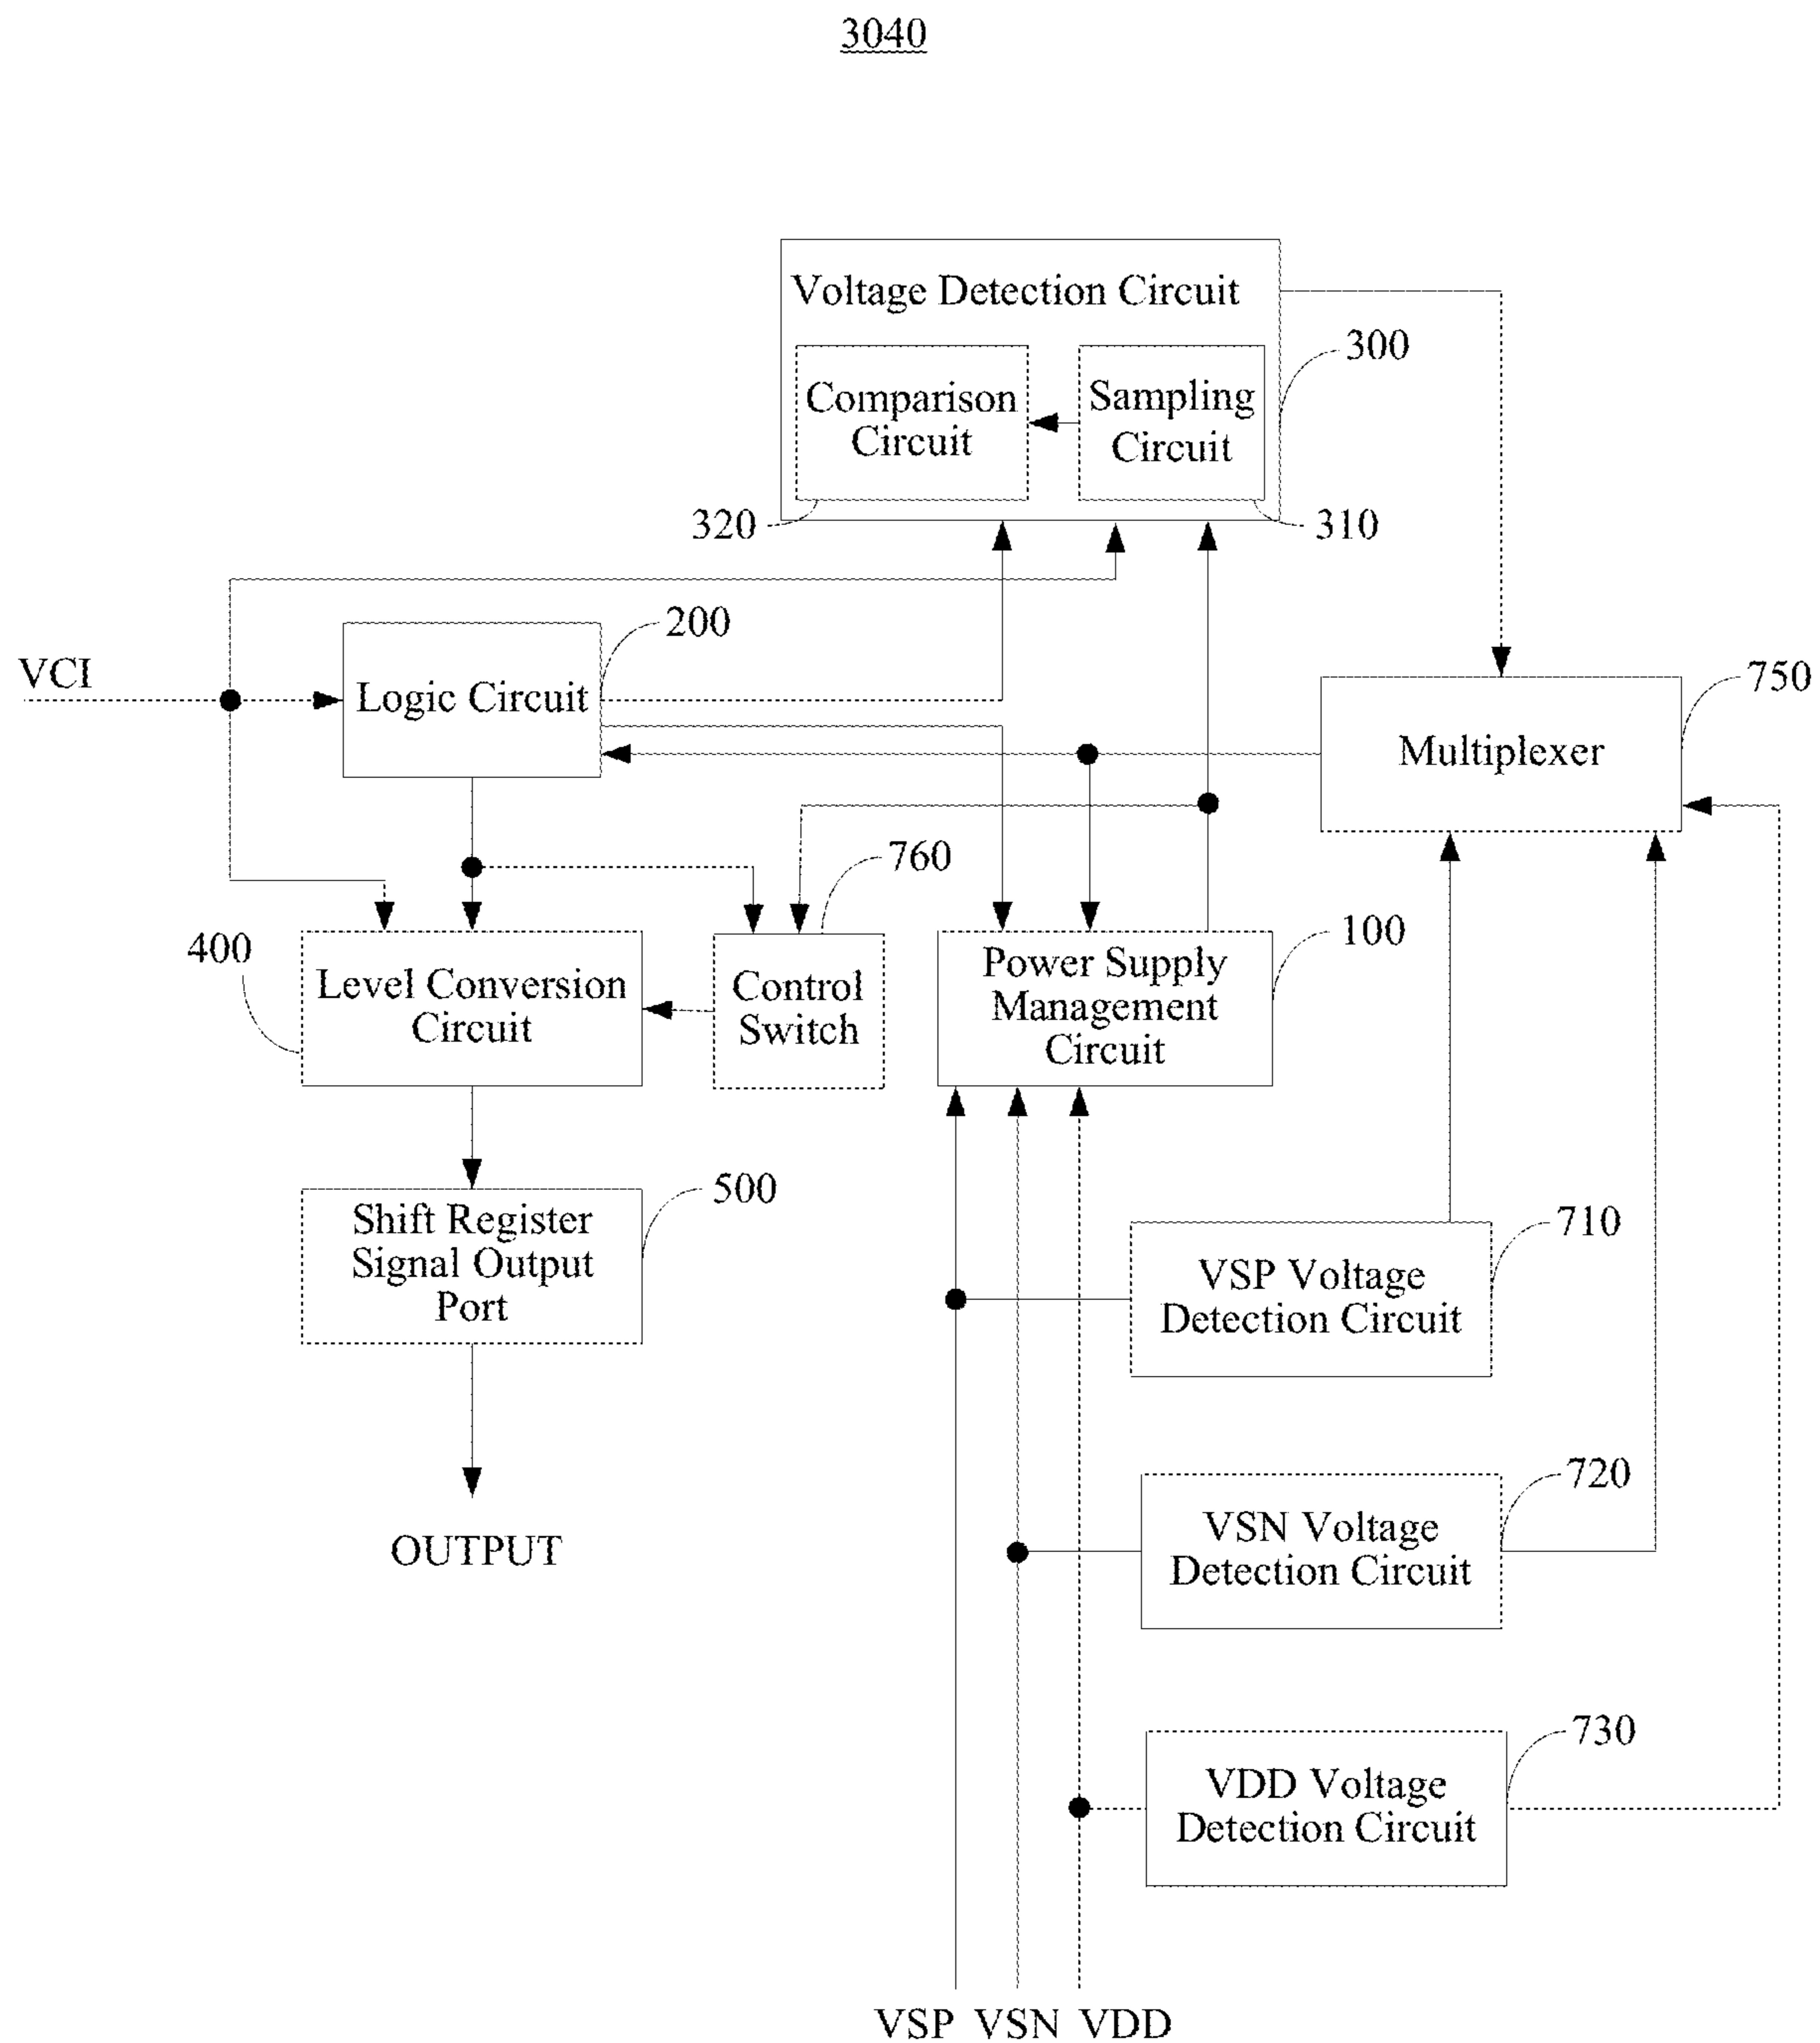 3040
Voltage Detection Circuit
300
Comparison
Circuit
Sampling
Circuit
320
310
200
VCI
Logic Circuit
750
Multiplexer
760
400
Level Conversion
Circuit
Control
Switch
100
Power Supply
Management
Circuit
500
Shift Register
Signal Output
Port
710
VSP Voltage
Detection Circuit
720
OUTPUT
VSN Voltage
Detection Circuit
730
VDD Voltage
Detection Circuit
VSP VSN VDD